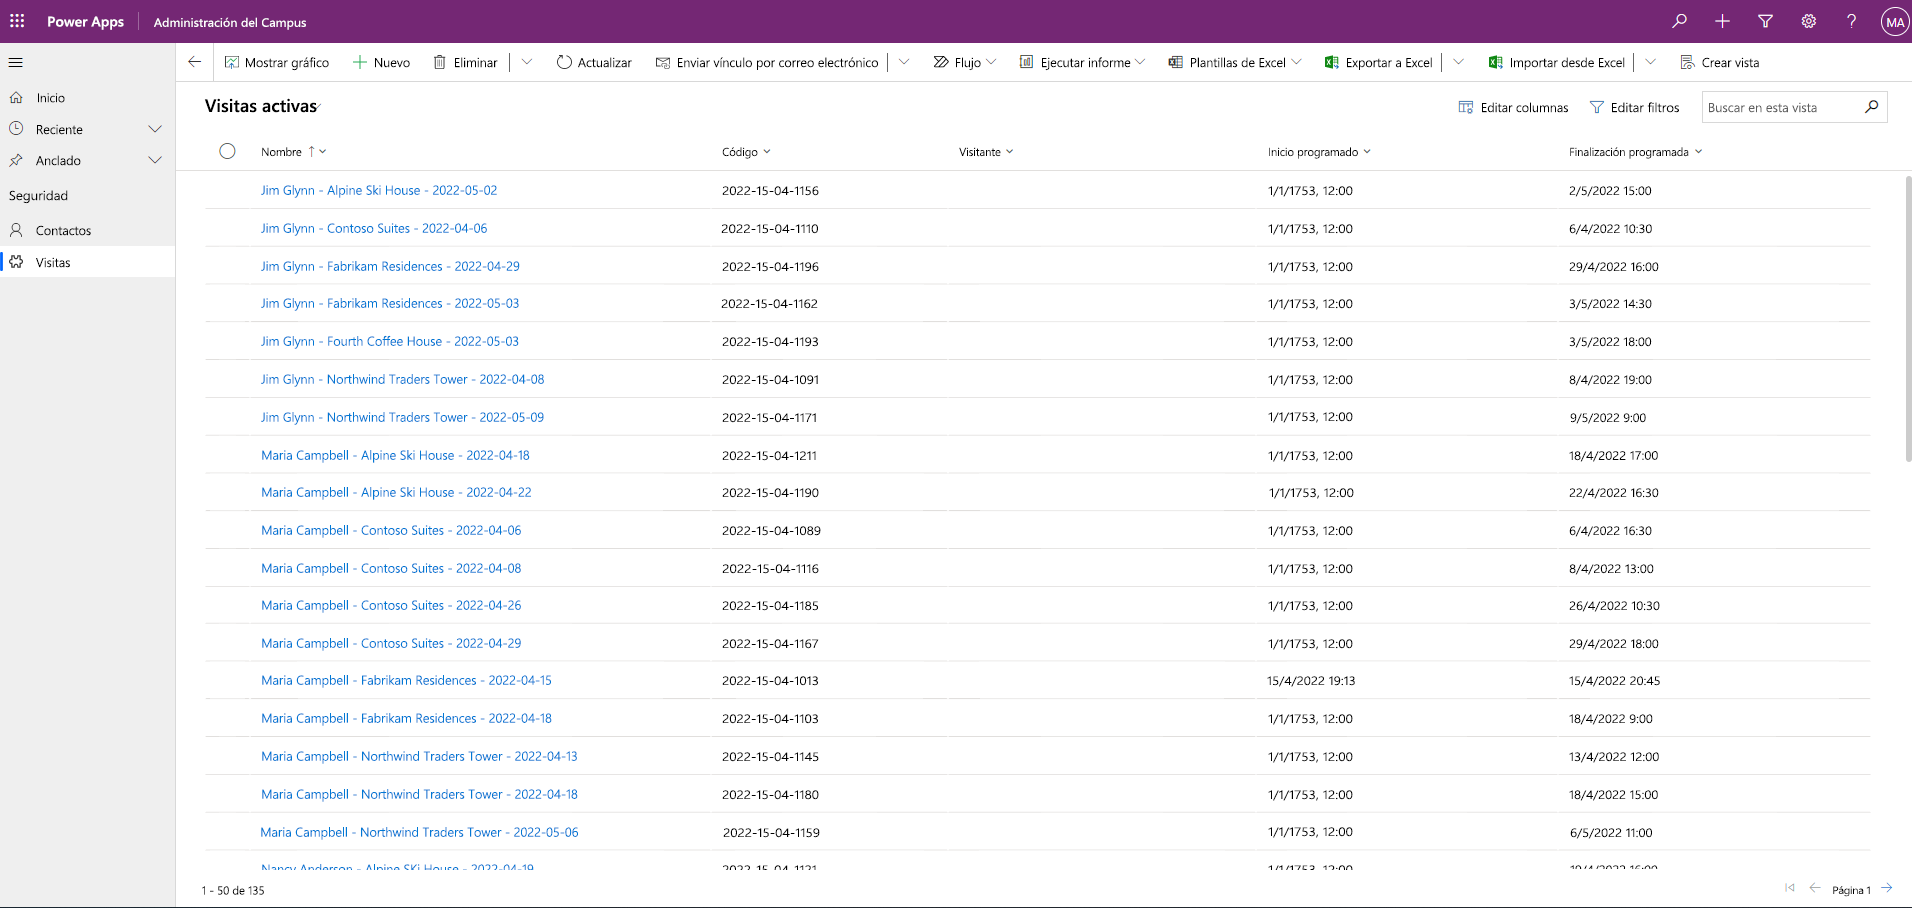 Power Apps Administración del Campus MA
Mostrar gráfico Nuevo Eliminar Actualizar Enviar vínculo por correo electrónico Flujo Ejecutar informe Plantillas de Excel Exportar a Excel Importar desde Excel Crear vista
Inicio
Reciente
Anclado
Seguridad
Contactos
Visitas
Visitas activas
Editar columnas Editar filtros Buscar en esta vista
Nombre Código Visitante Inicio programado Finalización programada
Jim Glynn - Alpine Ski House - 2022-05-02 2022-15-04-1156 1/1/1753, 12:00 2/5/2022 15:00
Jim Glynn - Contoso Suites - 2022-04-06 2022-15-04-1110 1/1/1753, 12:00 6/4/2022 10:30
Jim Glynn - Fabrikam Residences - 2022-04-29 2022-15-04-1196 1/1/1753, 12:00 29/4/2022 16:00
Jim Glynn - Fabrikam Residences - 2022-05-03 2022-15-04-1162 1/1/1753, 12:00 3/5/2022 14:30
Jim Glynn - Fourth Coffee House - 2022-05-03 2022-15-04-1193 1/1/1753, 12:00 3/5/2022 18:00
Jim Glynn - Northwind Traders Tower - 2022-04-08 2022-15-04-1091 1/1/1753, 12:00 8/4/2022 19:00
Jim Glynn - Northwind Traders Tower - 2022-05-09 2022-15-04-1171 1/1/1753, 12:00 9/5/2022 9:00
Maria Campbell - Alpine Ski House - 2022-04-18 2022-15-04-1211 1/1/1753, 12:00 18/4/2022 17:00
Maria Campbell - Alpine Ski House - 2022-04-22 2022-15-04-1190 1/1/1753, 12:00 22/4/2022 16:30
Maria Campbell - Contoso Suites - 2022-04-06 2022-15-04-1089 1/1/1753, 12:00 6/4/2022 16:30
Maria Campbell - Contoso Suites - 2022-04-08 2022-15-04-1116 1/1/1753, 12:00 8/4/2022 13:00
Maria Campbell - Contoso Suites - 2022-04-26 2022-15-04-1185 1/1/1753, 12:00 26/4/2022 10:30
Maria Campbell - Contoso Suites - 2022-04-29 2022-15-04-1167 1/1/1753, 12:00 29/4/2022 18:00
Maria Campbell - Fabrikam Residences - 2022-04-15 2022-15-04-1013 15/4/2022 19:13 15/4/2022 20:45
Maria Campbell - Fabrikam Residences - 2022-04-18 2022-15-04-1103 1/1/1753, 12:00 18/4/2022 9:00
Maria Campbell - Northwind Traders Tower - 2022-04-13 2022-15-04-1145 1/1/1753, 12:00 13/4/2022 12:00
Maria Campbell - Northwind Traders Tower - 2022-04-18 2022-15-04-1180 1/1/1753, 12:00 18/4/2022 15:00
Maria Campbell - Northwind Traders Tower - 2022-05-06 2022-15-04-1159 1/1/1753, 12:00 6/5/2022 11:00
Nancy Anderson - Alpine SKi House - 2022-04-19 2022-15-04-1121 1/1/1753, 12:00 19/4/2022 16:00
1 - 50 de 135 Página 1